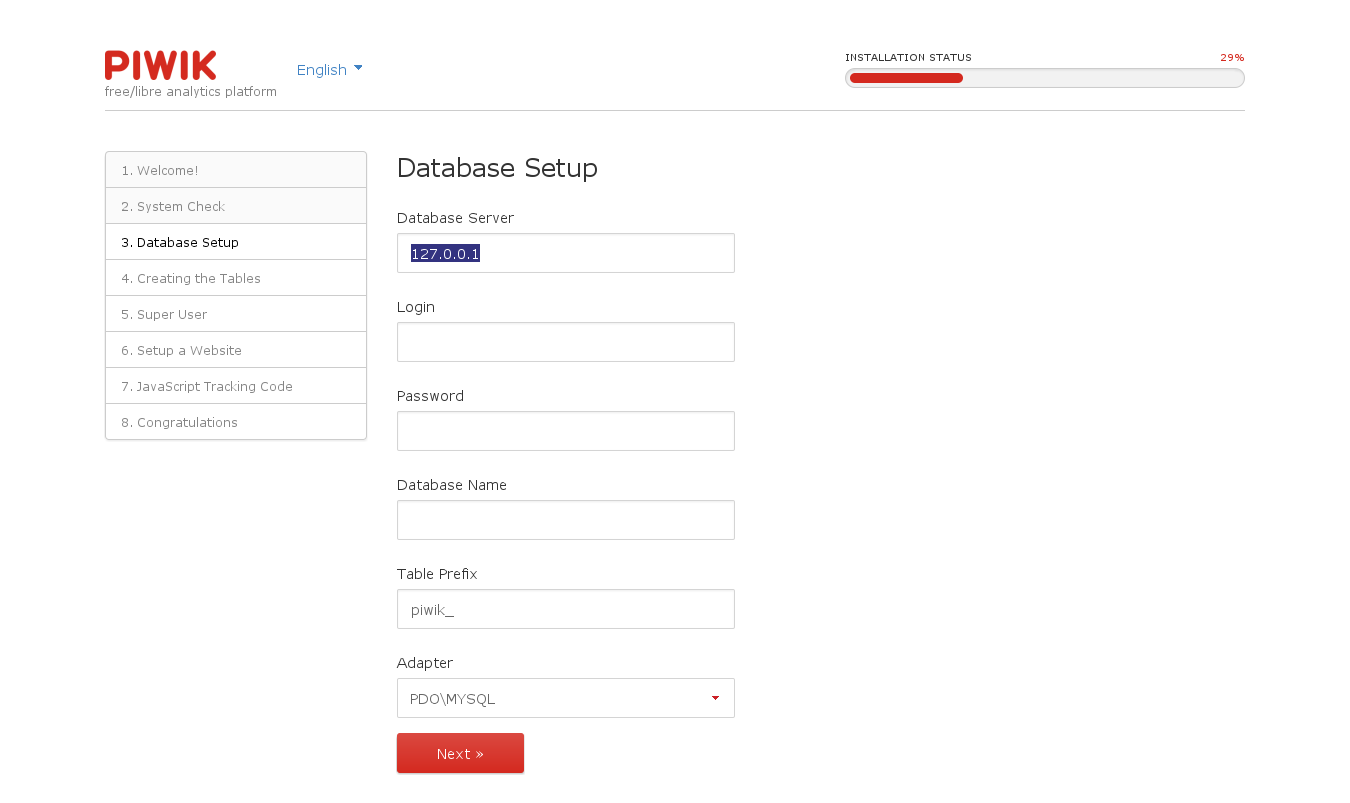 PIWIK
free/libre analytics platform
English
INSTALLATION STATUS 29%
1. Welcome!
2. System Check
3. Database Setup
4. Creating the Tables
5. Super User
6. Setup a Website
7. JavaScript Tracking Code
8. Congratulations
Database Setup
Database Server
127.0.0.1
Login
Password
Database Name
Table Prefix
piwik_
Adapter
PDO\MYSQL
Next »